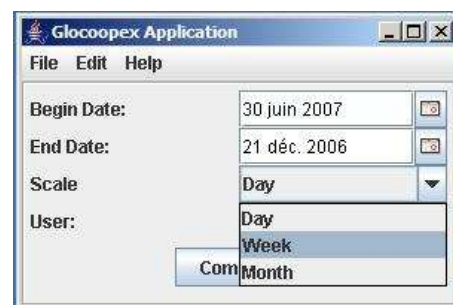 Glocoopex Application
File Edit Help
Begin Date: 30 juin 2007
End Date: 21 déc. 2006
Scale Day
User: Day
Week
Com Month